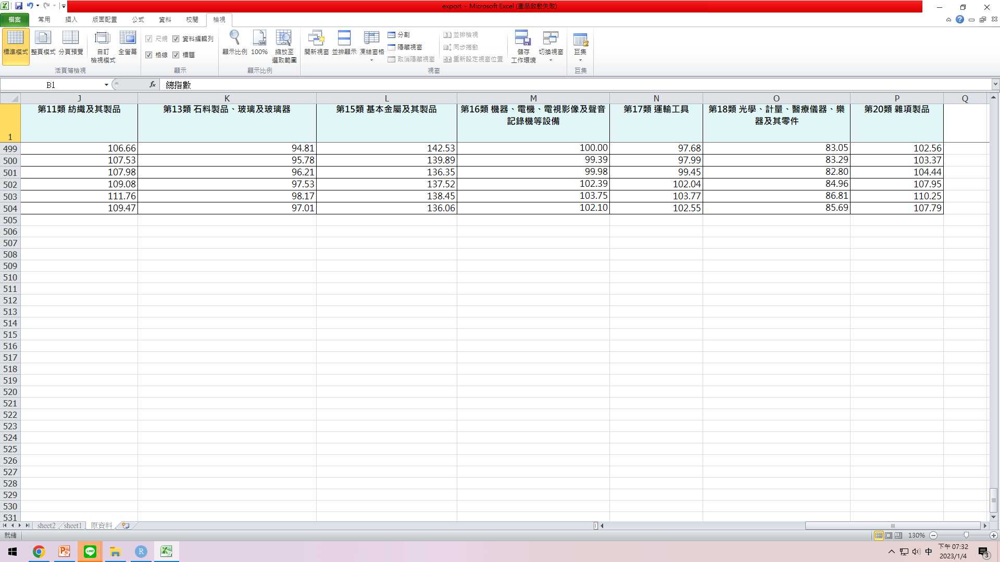 export - Microsoft Excel (產品啟動失敗)
檔案 常用 插入 版面配置 公式 資料 校閱 檢視
標準模式 整頁模式 分頁預覽 自訂檢視模式 全螢幕
活頁簿檢視
尺規 資料編輯列
格線 標題
顯示
顯示比例 100% 縮放至選取範圍
顯示比例
開新視窗 並排顯示 凍結窗格
分割
隱藏視窗
取消隱藏視窗
並排檢視
同步捲動
重新設定視窗位置
儲存工作環境 切換視窗
視窗
巨集
巨集
B1 fx 總指數
J K L M N O P Q
1 第11類 紡織及其製品 第13類 石料製品、玻璃及玻璃器 第15類 基本金屬及其製品 第16類 機器、電機、電視影像及聲音記錄機等設備 第17類 運輸工具 第18類 光學、計量、醫療儀器、樂器及其零件 第20類 雜項製品
499 106.66 94.81 142.53 100.00 97.68 83.05 102.56
500 107.53 95.78 139.89 99.39 97.99 83.29 103.37
501 107.98 96.21 136.35 99.98 99.45 82.80 104.44
502 109.08 97.53 137.52 102.39 102.04 84.96 107.95
503 111.76 98.17 138.45 103.75 103.77 86.81 110.25
504 109.47 97.01 136.06 102.10 102.55 85.69 107.79
505
506
507
508
509
510
511
512
513
514
515
516
517
518
519
520
521
522
523
524
525
526
527
528
529
530
531
sheet2 sheet1 原資料
就緒 130%
LINE R 中 下午 07:32
2023/1/4 3